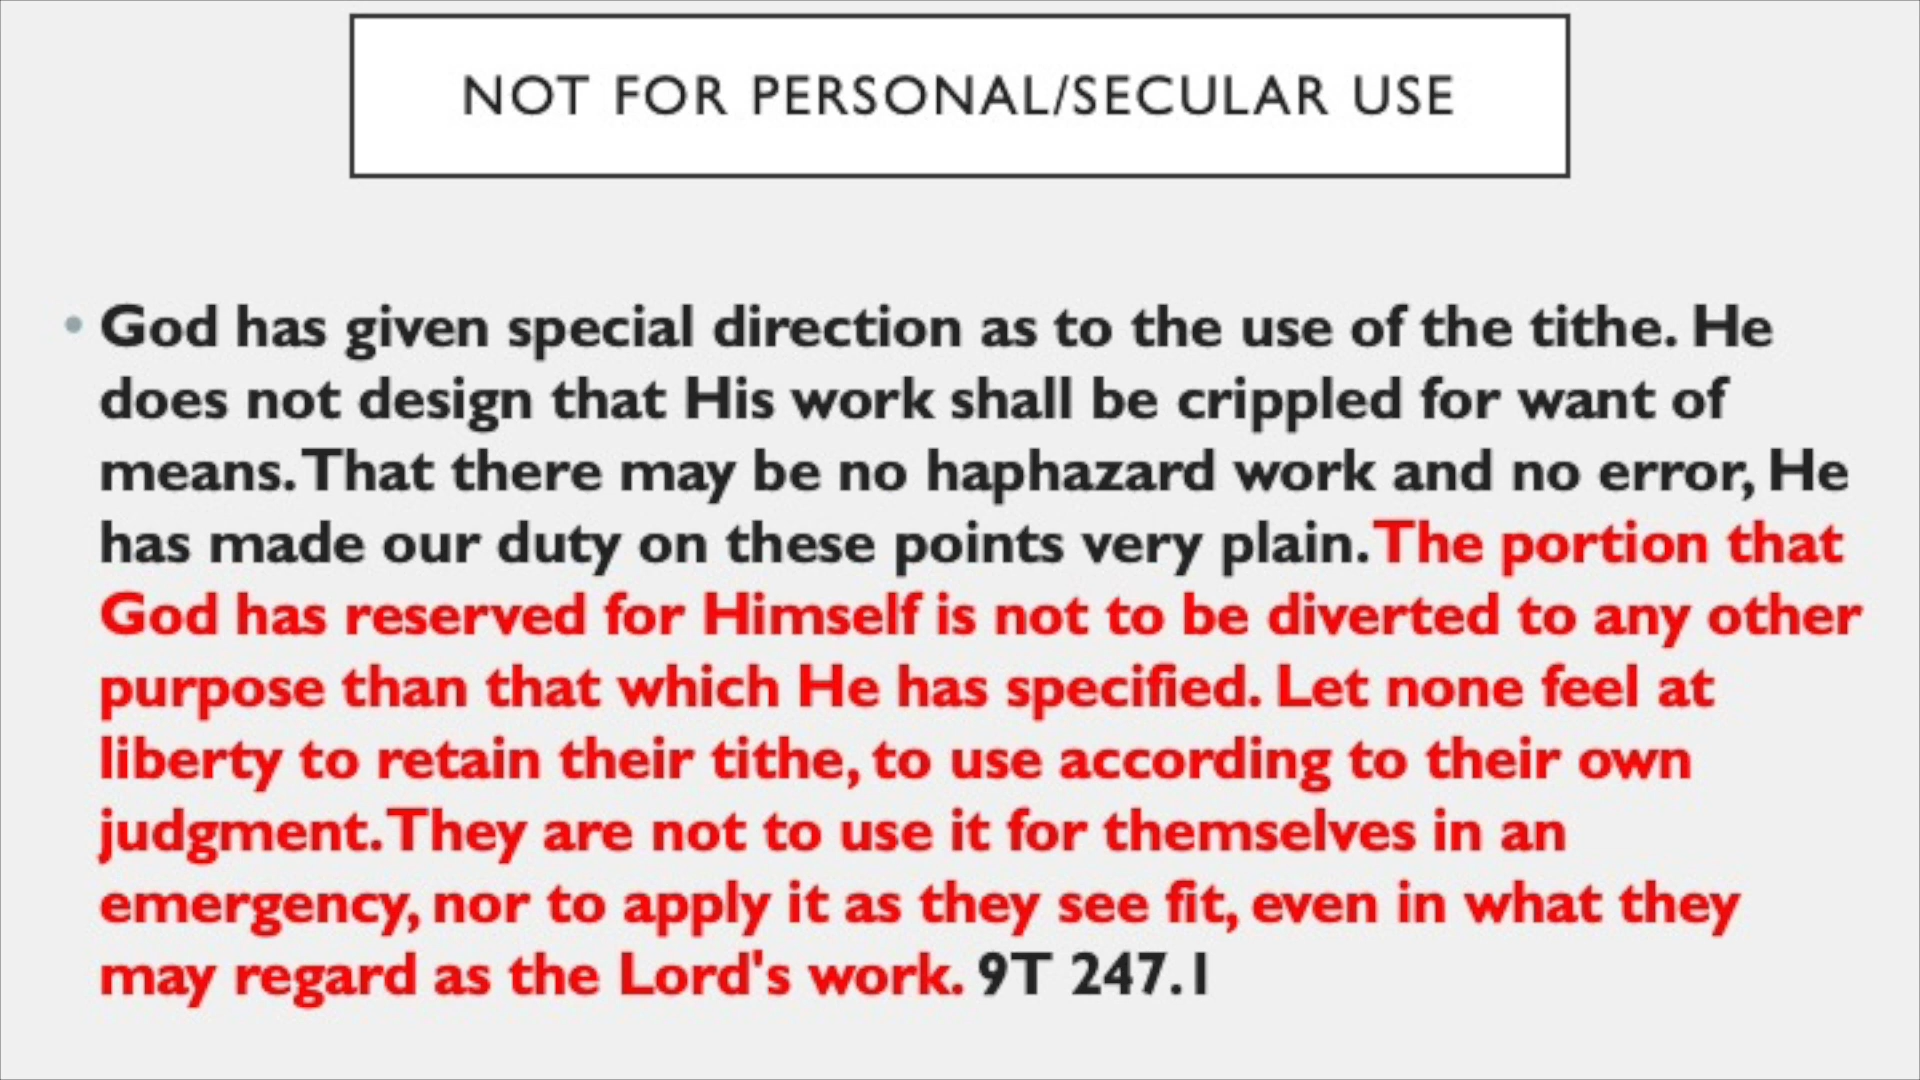 NOT FOR PERSONAL/SECULAR USE
• God has given special direction as to the use of the tithe. He
does not design that His work shall be crippled for want of
means. That there may be no haphazard work and no error, He
has made our duty on these points very plain. The portion that
God has reserved for Himself is not to be diverted to any other
purpose than that which He has specified. Let none feel at
liberty to retain their tithe, to use according to their own
judgment. They are not to use it for themselves in an
emergency, nor to apply it as they see fit, even in what they
may regard as the Lord's work. 9T 247.1